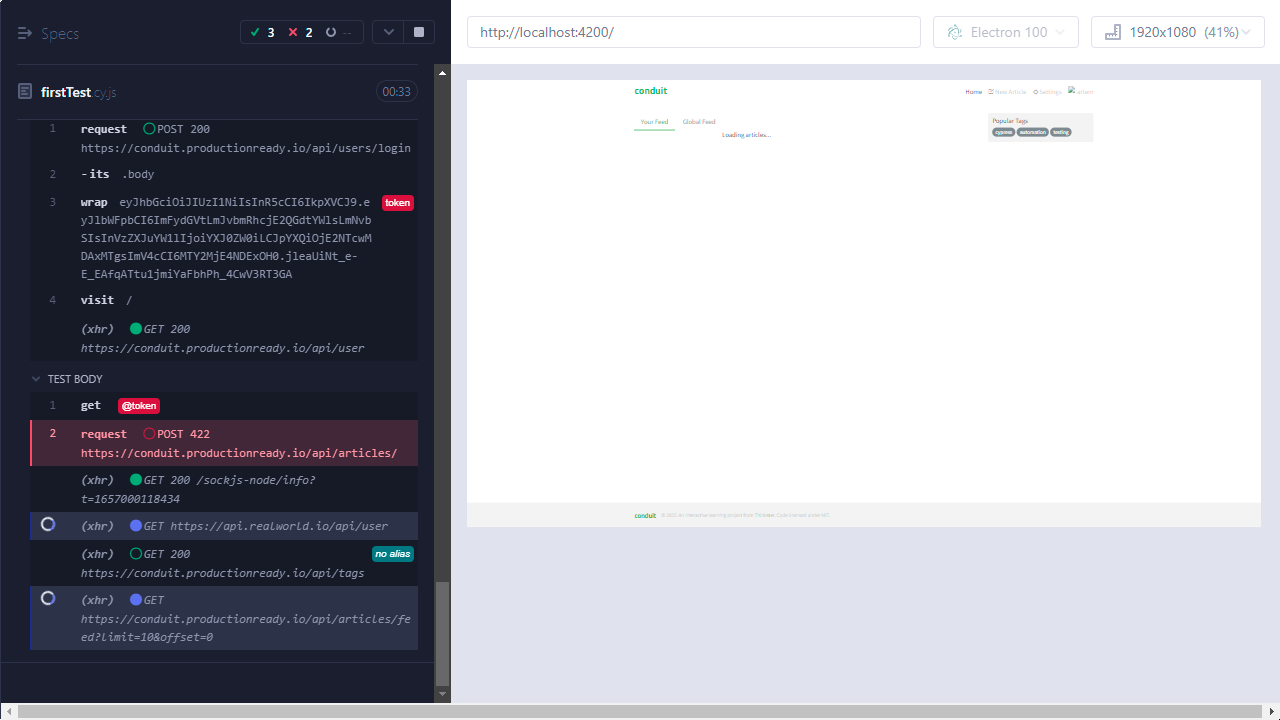 Specs
3
2
--
firstTest.cy.js
00:33
1 request POST 200
https://conduit.productionready.io/api/users/login
2 -its .body
3 wrap eyJhbGciOiJIUzI1NiIsInR5cCI6IkpXVCJ9.e token
yJlbWFpbCI6ImFydGVtLmJvbmRhcjE2QGdtYWlsLmNvb
SIsInVzZXJuYW1lIjoiYXJ0ZW0iLCJpYXQiOjE2NTcwM
DAxMTgsImV4cCI6MTY2MjE4NDExOH0.jleaUiNt_e-
E_EAfqATtu1jmiYaFbhPh_4CwV3RT3GA
4 visit /
(xhr) GET 200
https://conduit.productionready.io/api/user
TEST BODY
1 get @token
2 request POST 422
https://conduit.productionready.io/api/articles/
(xhr) GET 200 /sockjs-node/info?
t=1657000118434
(xhr) GET https://api.realworld.io/api/user
(xhr) GET 200 no alias
https://conduit.productionready.io/api/tags
(xhr) GET
https://conduit.productionready.io/api/articles/fe
ed?limit=10&offset=0
http://localhost:4200/
Electron 100
1920x1080 (41%)
conduit
Home New Article Settings artem
Your Feed Global Feed
Loading articles...
Popular Tags
cypress automation testing
conduit